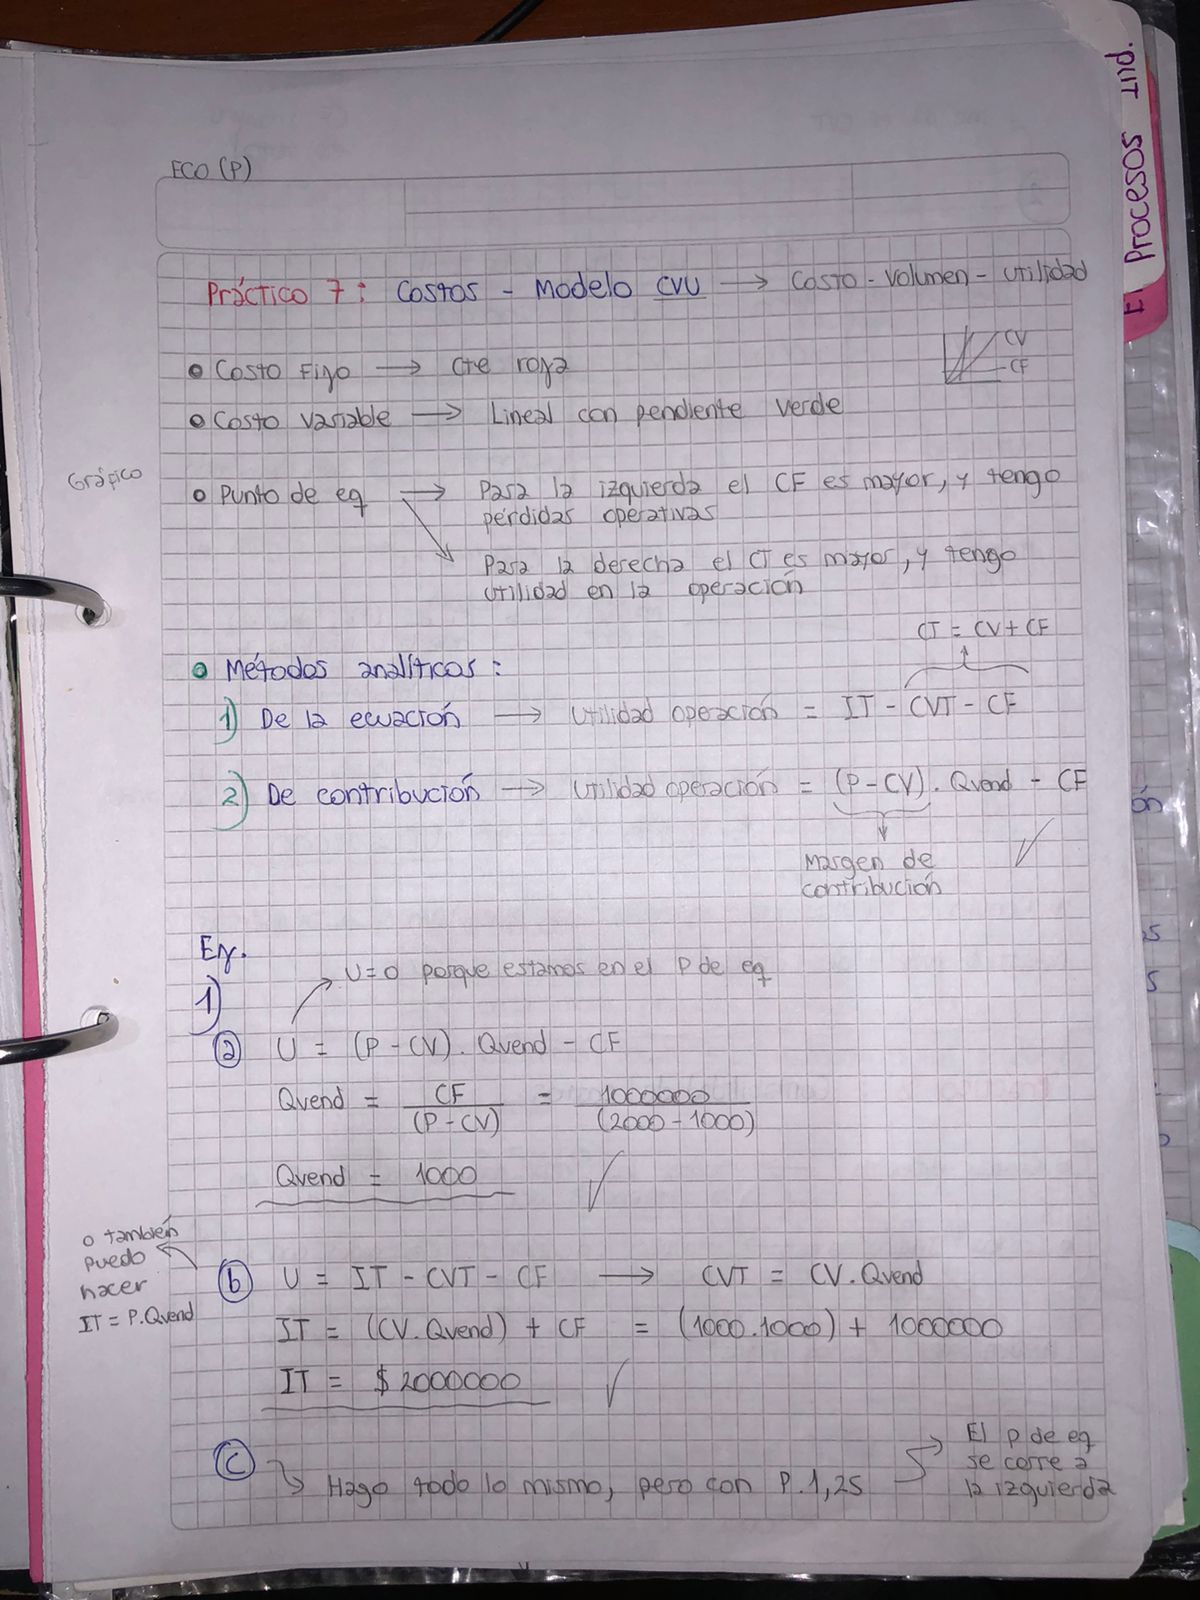 ECO (P)
Et Procesos Ind.
Práctico 7: Costos - Modelo CVU → Costo - Volumen - Utilidad
• Costo Fijo → cte roja
CV
CF
• Costo variable → Lineal con pendiente verde
Gráfico
• Punto de eq → Para la izquierda el CF es mayor, y tengo
pérdidas operativas
Para la derecha el CT es mayor, y tengo
utilidad en la operación
CT = CV + CF
• Métodos analíticos:
1) De la ecuación → Utilidad operación = IT - CVT - CF
2) De contribución → Utilidad operación = (P - CV) . Qvend - CF
Margen de
contribución
Ej.
1)
U = 0 porque estamos en el P de eq
a U = (P - CV) . Qvend - CF
Qvend = CF / (P - CV) = 1000000 / (2000 - 1000)
Qvend = 1000
o también
puedo
hacer
IT = P.Qvend
b U = IT - CVT - CF → CVT = CV.Qvend
IT = (CV.Qvend) + CF = (1000.1000) + 1000000
IT = $ 2000000
c
Hago todo lo mismo, pero con P.1,25
El P de eq
se corre a
la izquierda